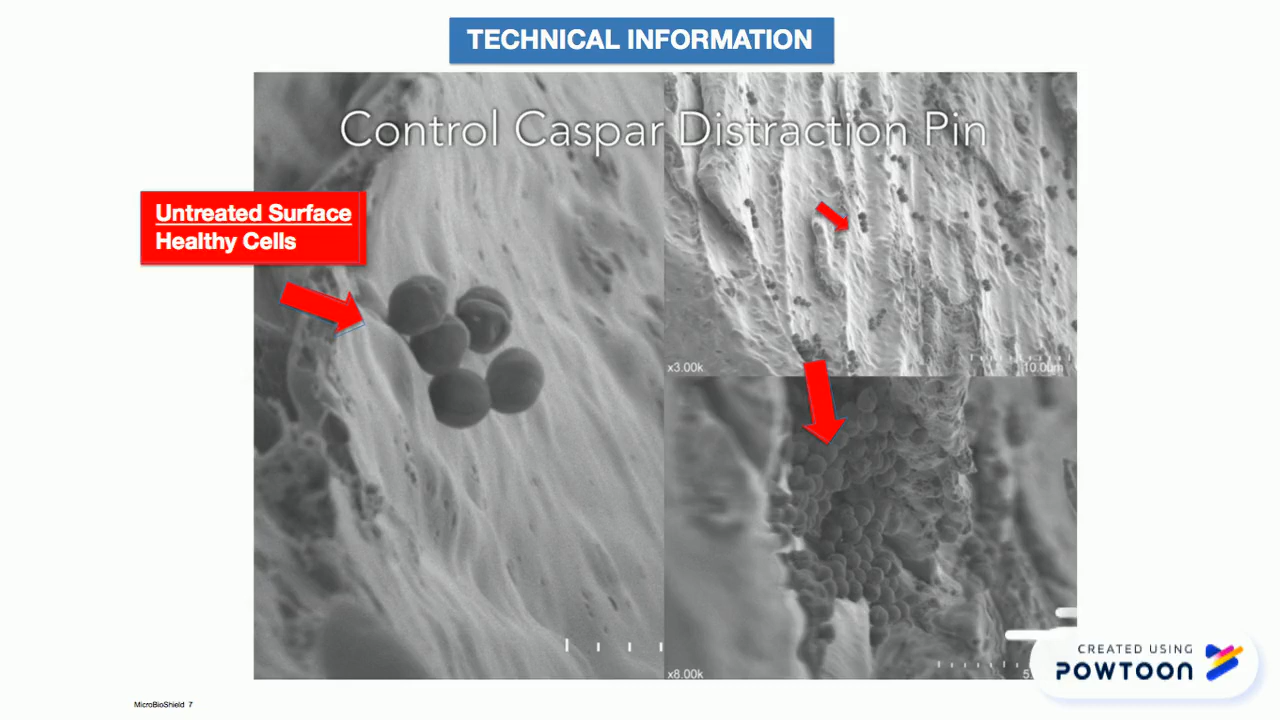 TECHNICAL INFORMATION
Control Caspar Distraction Pin
Untreated Surface
Healthy Cells
x3.00k
10.0um
x8.00k
CREATED USING
POWTOON
MicroBioShield 7